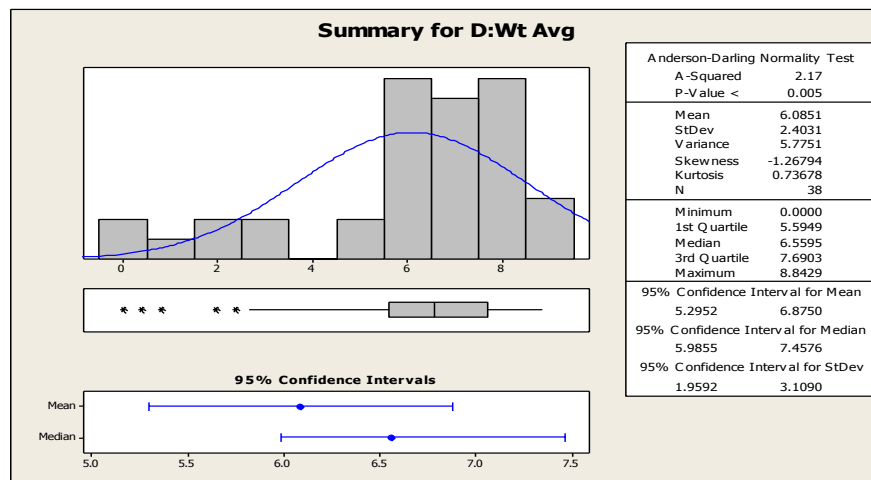 Summary for D:Wt Avg
0 2 4 6 8
95% Confidence Intervals
Mean
Median
5.0 5.5 6.0 6.5 7.0 7.5
Anderson-Darling Normality Test
A-Squared 2.17
P-Value < 0.005
Mean 6.0851
StDev 2.4031
Variance 5.7751
Skewness -1.26794
Kurtosis 0.73678
N 38
Minimum 0.0000
1st Quartile 5.5949
Median 6.5595
3rd Quartile 7.6903
Maximum 8.8429
95% Confidence Interval for Mean
5.2952 6.8750
95% Confidence Interval for Median
5.9855 7.4576
95% Confidence Interval for StDev
1.9592 3.1090